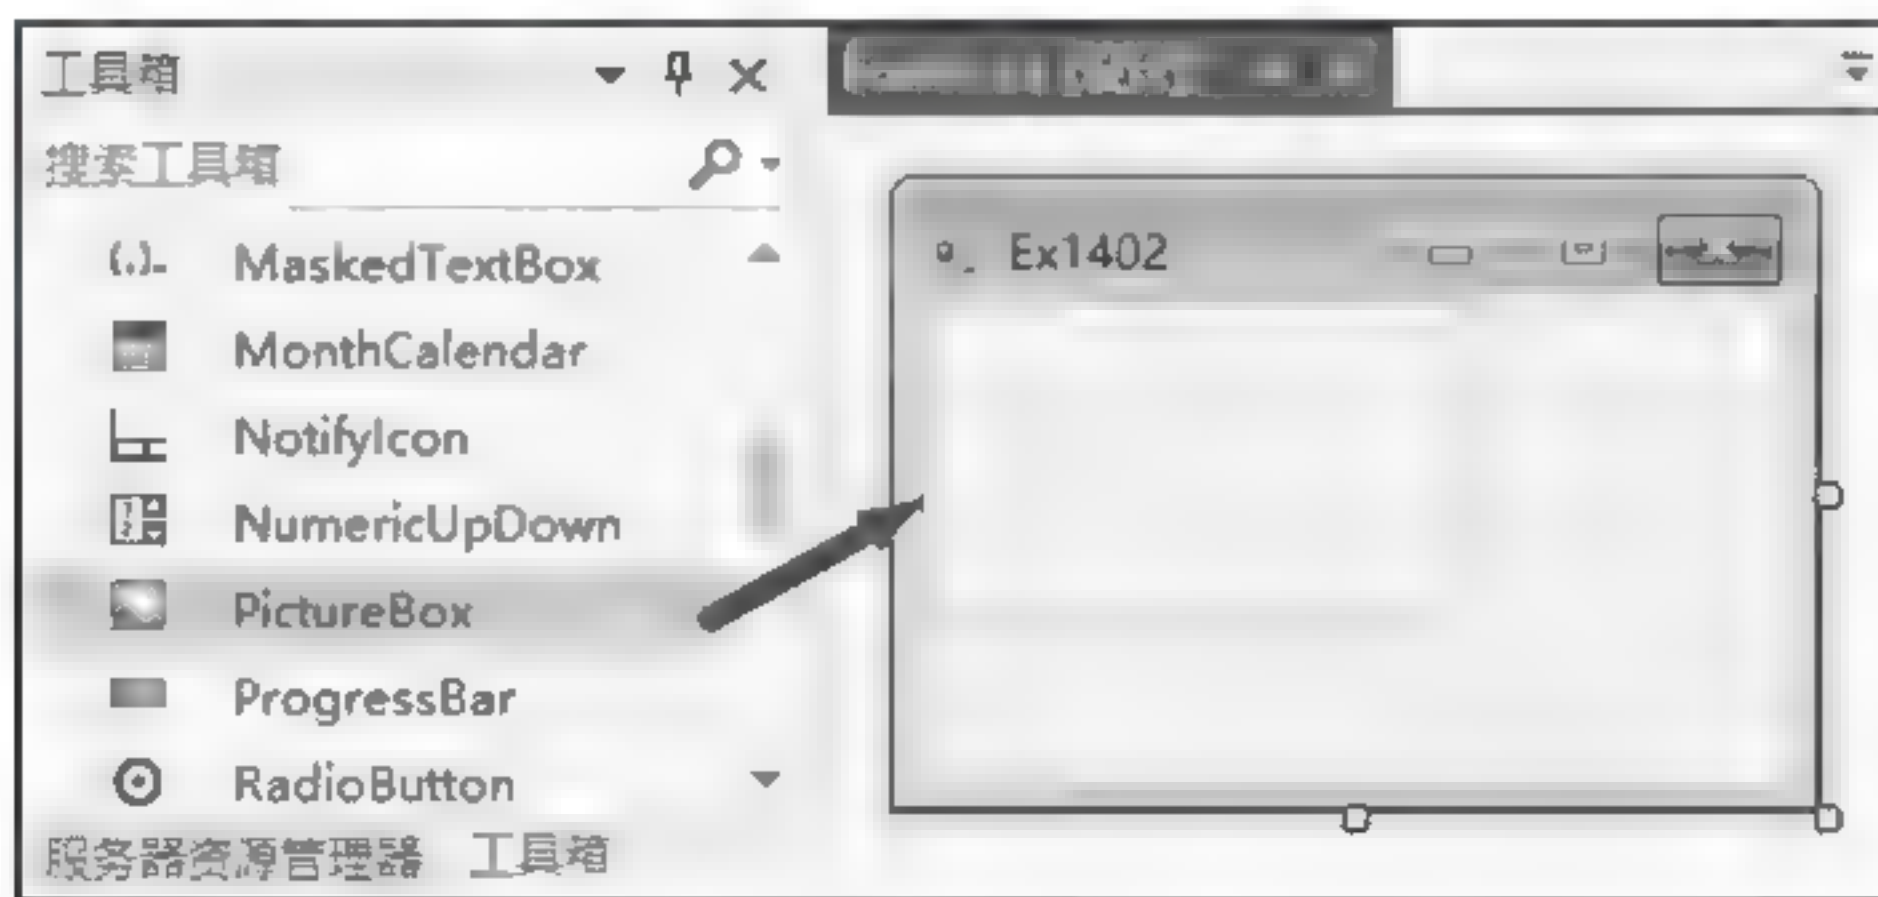 工具箱
搜索工具箱
MaskedTextBox
MonthCalendar
NotifyIcon
NumericUpDown
PictureBox
ProgressBar
RadioButton
服务器资源管理器 工具箱
Ex1402